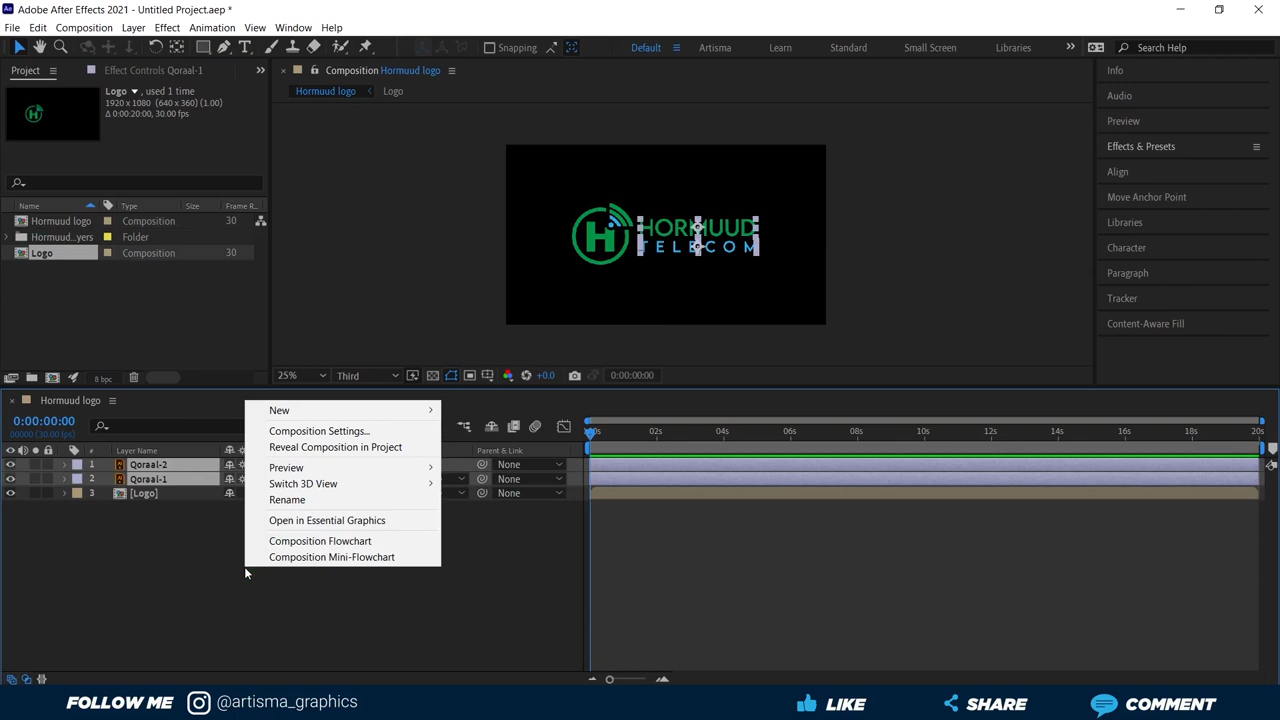 Adobe After Effects 2021 - Untitled Project.aep *
File Edit Composition Layer Effect Animation View Window Help
Snapping
Default Artisma Learn Standard Small Screen Libraries Search Help
Project Effect Controls Qoraal-1
Composition Hormuud logo
Hormuud logo Logo
Logo , used 1 time
1920 x 1080 (640 x 360) (1.00)
Δ 0:00:20:00, 30.00 fps)
Name Type Size Frame R...
Hormuud logo Composition 30
Hormuud...yers Folder
Logo Composition 30
8 bpc
HORMUUD
TELECOM
25% Third +0.0 0:00:00:00
Info
Audio
Preview
Effects & Presets
Align
Move Anchor Point
Libraries
Character
Paragraph
Tracker
Content-Aware Fill
Hormuud logo
0:00:00:00
00000 (30.00 fps)
# Layer Name Parent & Link
1 Qoraal-2 None
2 Qoraal-1 None
3 [Logo] None
New
Composition Settings...
Reveal Composition in Project
Preview
Switch 3D View
Rename
Open in Essential Graphics
Composition Flowchart
Composition Mini-Flowchart
02s 04s 06s 08s 10s 12s 14s 16s 18s 20s
FOLLOW ME @artisma_graphics LIKE SHARE COMMENT